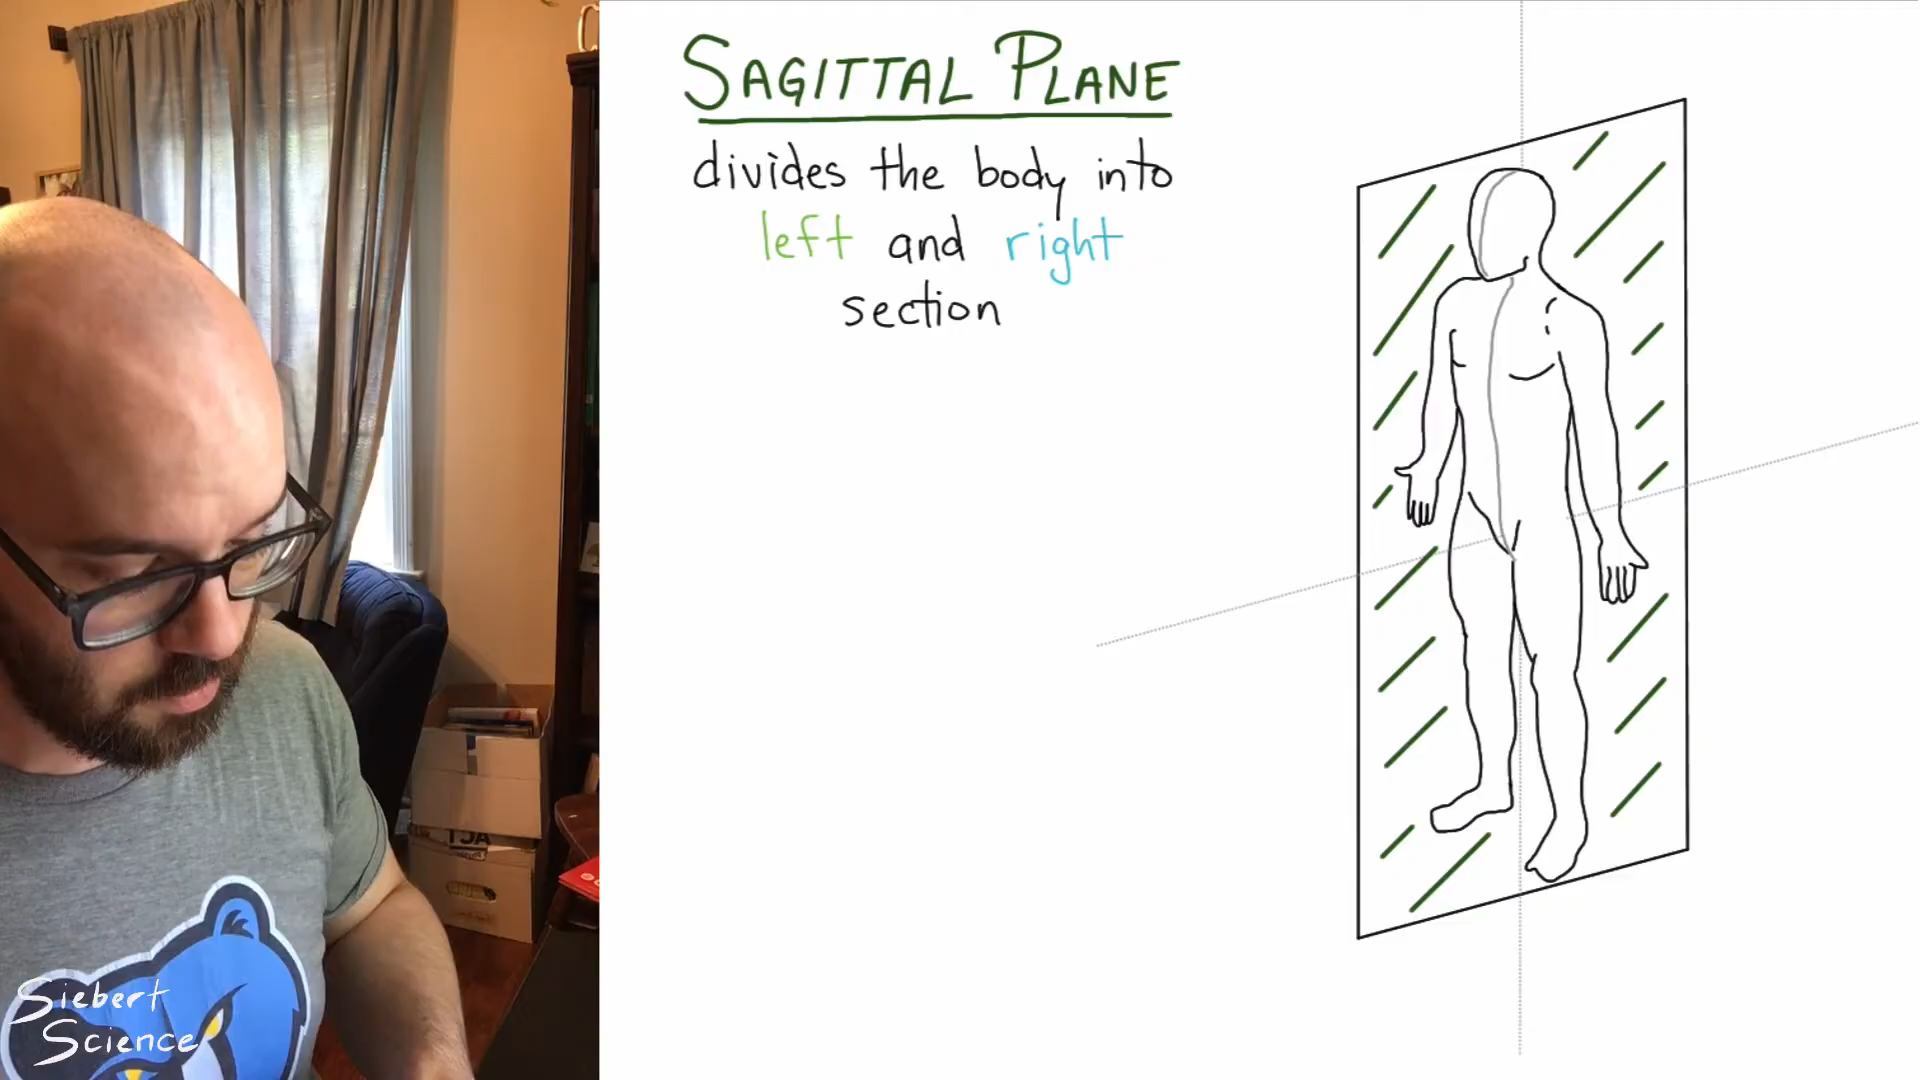 SAGITTAL PLANE
divides the body into
left and right
section
Siebert
Science